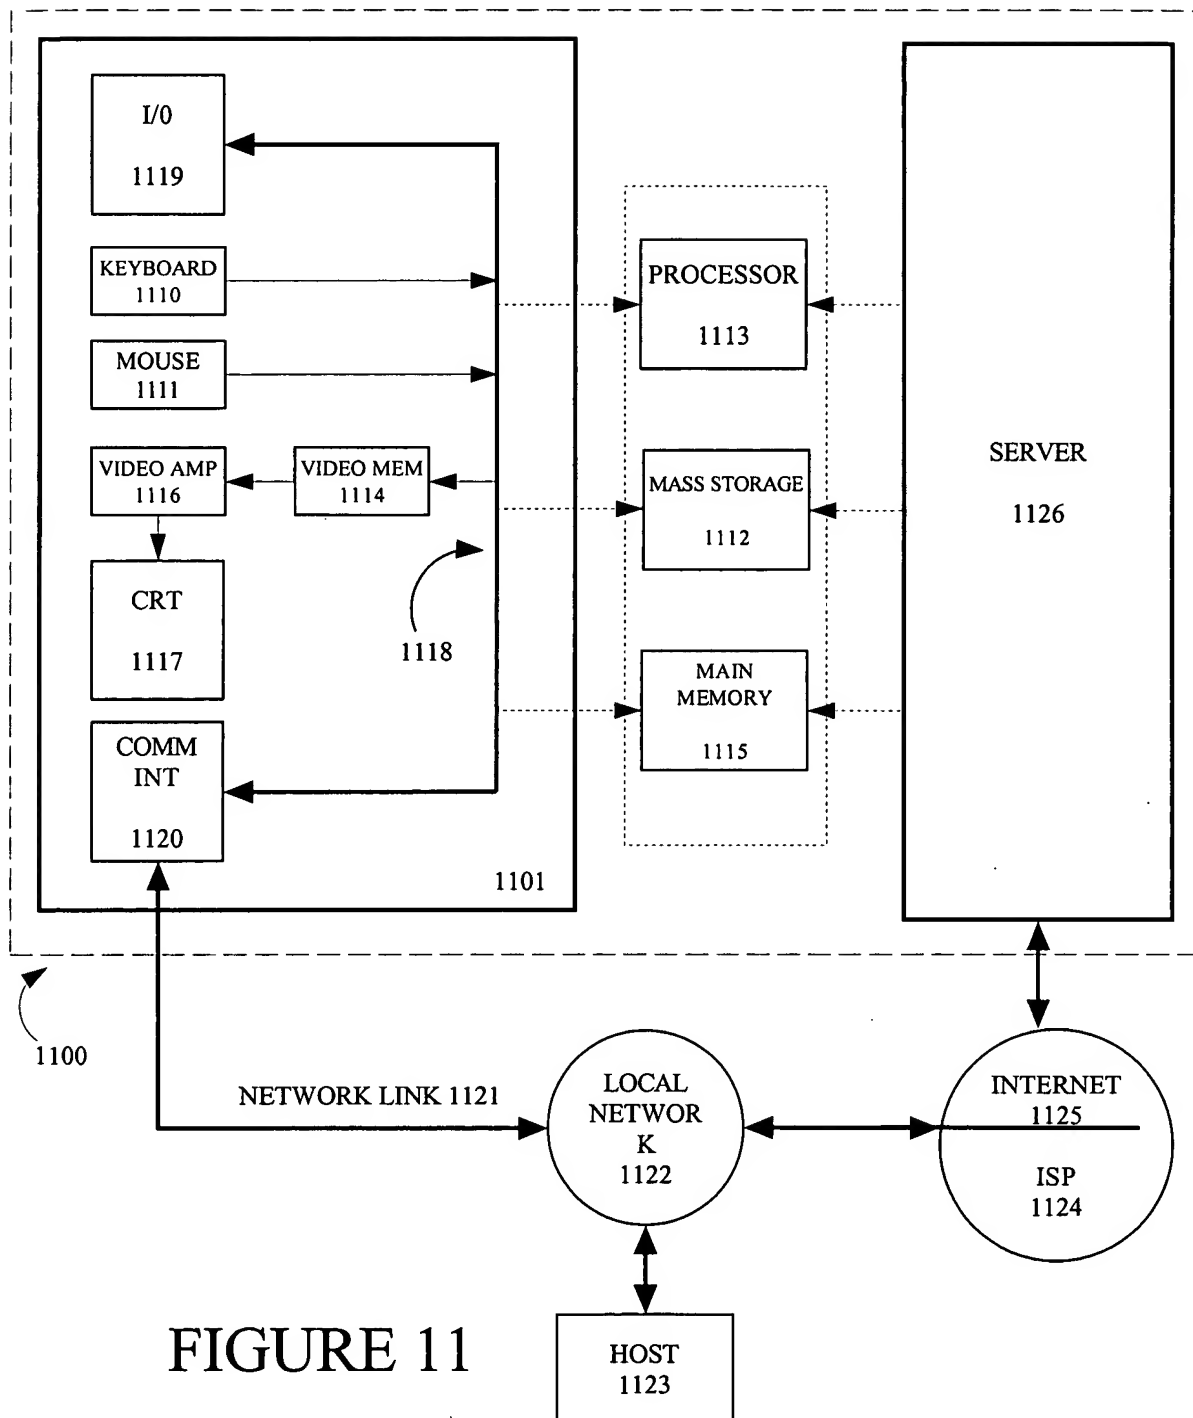 I/0
1119
KEYBOARD
1110
MOUSE
1111
VIDEO AMP
1116
VIDEO MEM
1114
CRT
1117
1118
COMM
INT
1120
1101
PROCESSOR
1113
MASS STORAGE
1112
MAIN
MEMORY
1115
SERVER
1126
1100
NETWORK LINK 1121
LOCAL
NETWOR
K
1122
INTERNET
1125
ISP
1124
HOST
1123
FIGURE 11